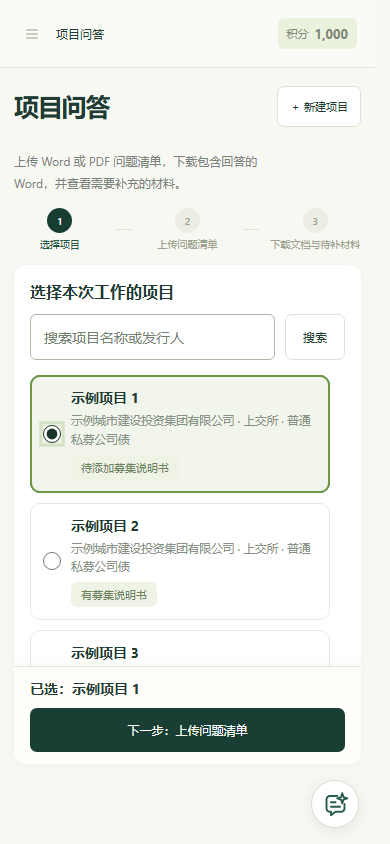 项目问答
积分 1,000
项目问答
+ 新建项目
上传 Word 或 PDF 问题清单，下载包含回答的
Word，并查看需要补充的材料。
1
2
3
选择项目
上传问题清单
下载文档与待补材料
选择本次工作的项目
搜索项目名称或发行人
搜索
示例项目 1
示例城市建设投资集团有限公司 · 上交所 · 普通
私募公司债
待添加募集说明书
示例项目 2
示例城市建设投资集团有限公司 · 上交所 · 普通
私募公司债
有募集说明书
示例项目 3
已选：示例项目 1
下一步：上传问题清单